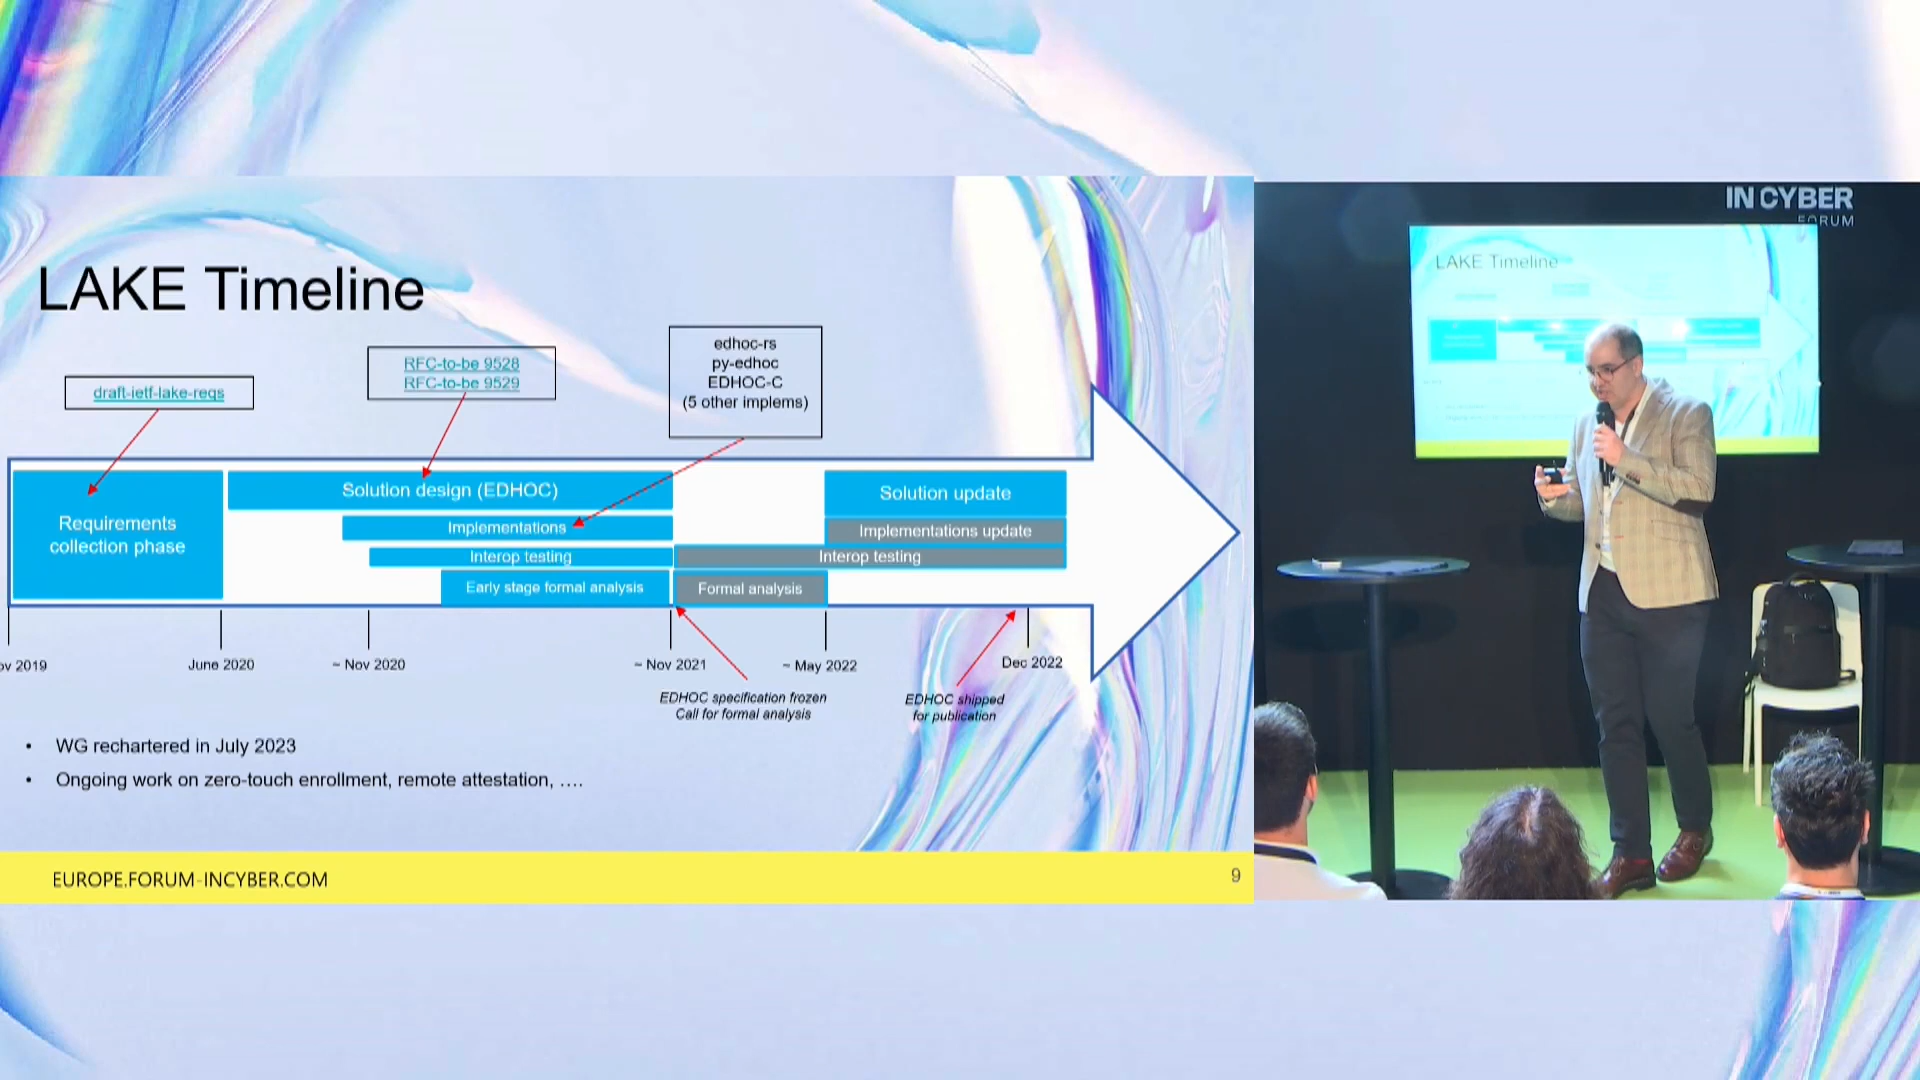 LAKE Timeline
draft-ietf-lake-reqs
RFC-to-be 9528
RFC-to-be 9529
edhoc-rs
py-edhoc
EDHOC-C
(5 other implems)
Requirements
collection phase
Solution design (EDHOC)
Implementations
Interop testing
Early stage formal analysis
Formal analysis
Solution update
Implementations update
Interop testing
ov 2019
June 2020
~ Nov 2020
~ Nov 2021
~ May 2022
Dec 2022
EDHOC specification frozen
Call for formal analysis
EDHOC shipped
for publication
• WG rechartered in July 2023
• Ongoing work on zero-touch enrollment, remote attestation, ....
EUROPE.FORUM-INCYBER.COM
9
IN CYBER
FORUM
LAKE Timeline